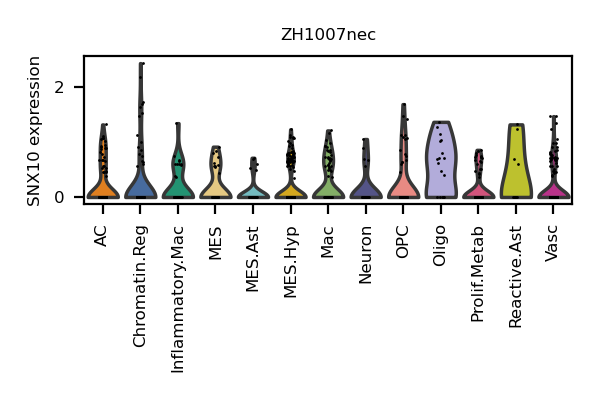 ZH1007nec
SNX10 expression
2
0
AC
Chromatin.Reg
Inflammatory.Mac
MES
MES.Ast
MES.Hyp
Mac
Neuron
OPC
Oligo
Prolif.Metab
Reactive.Ast
Vasc